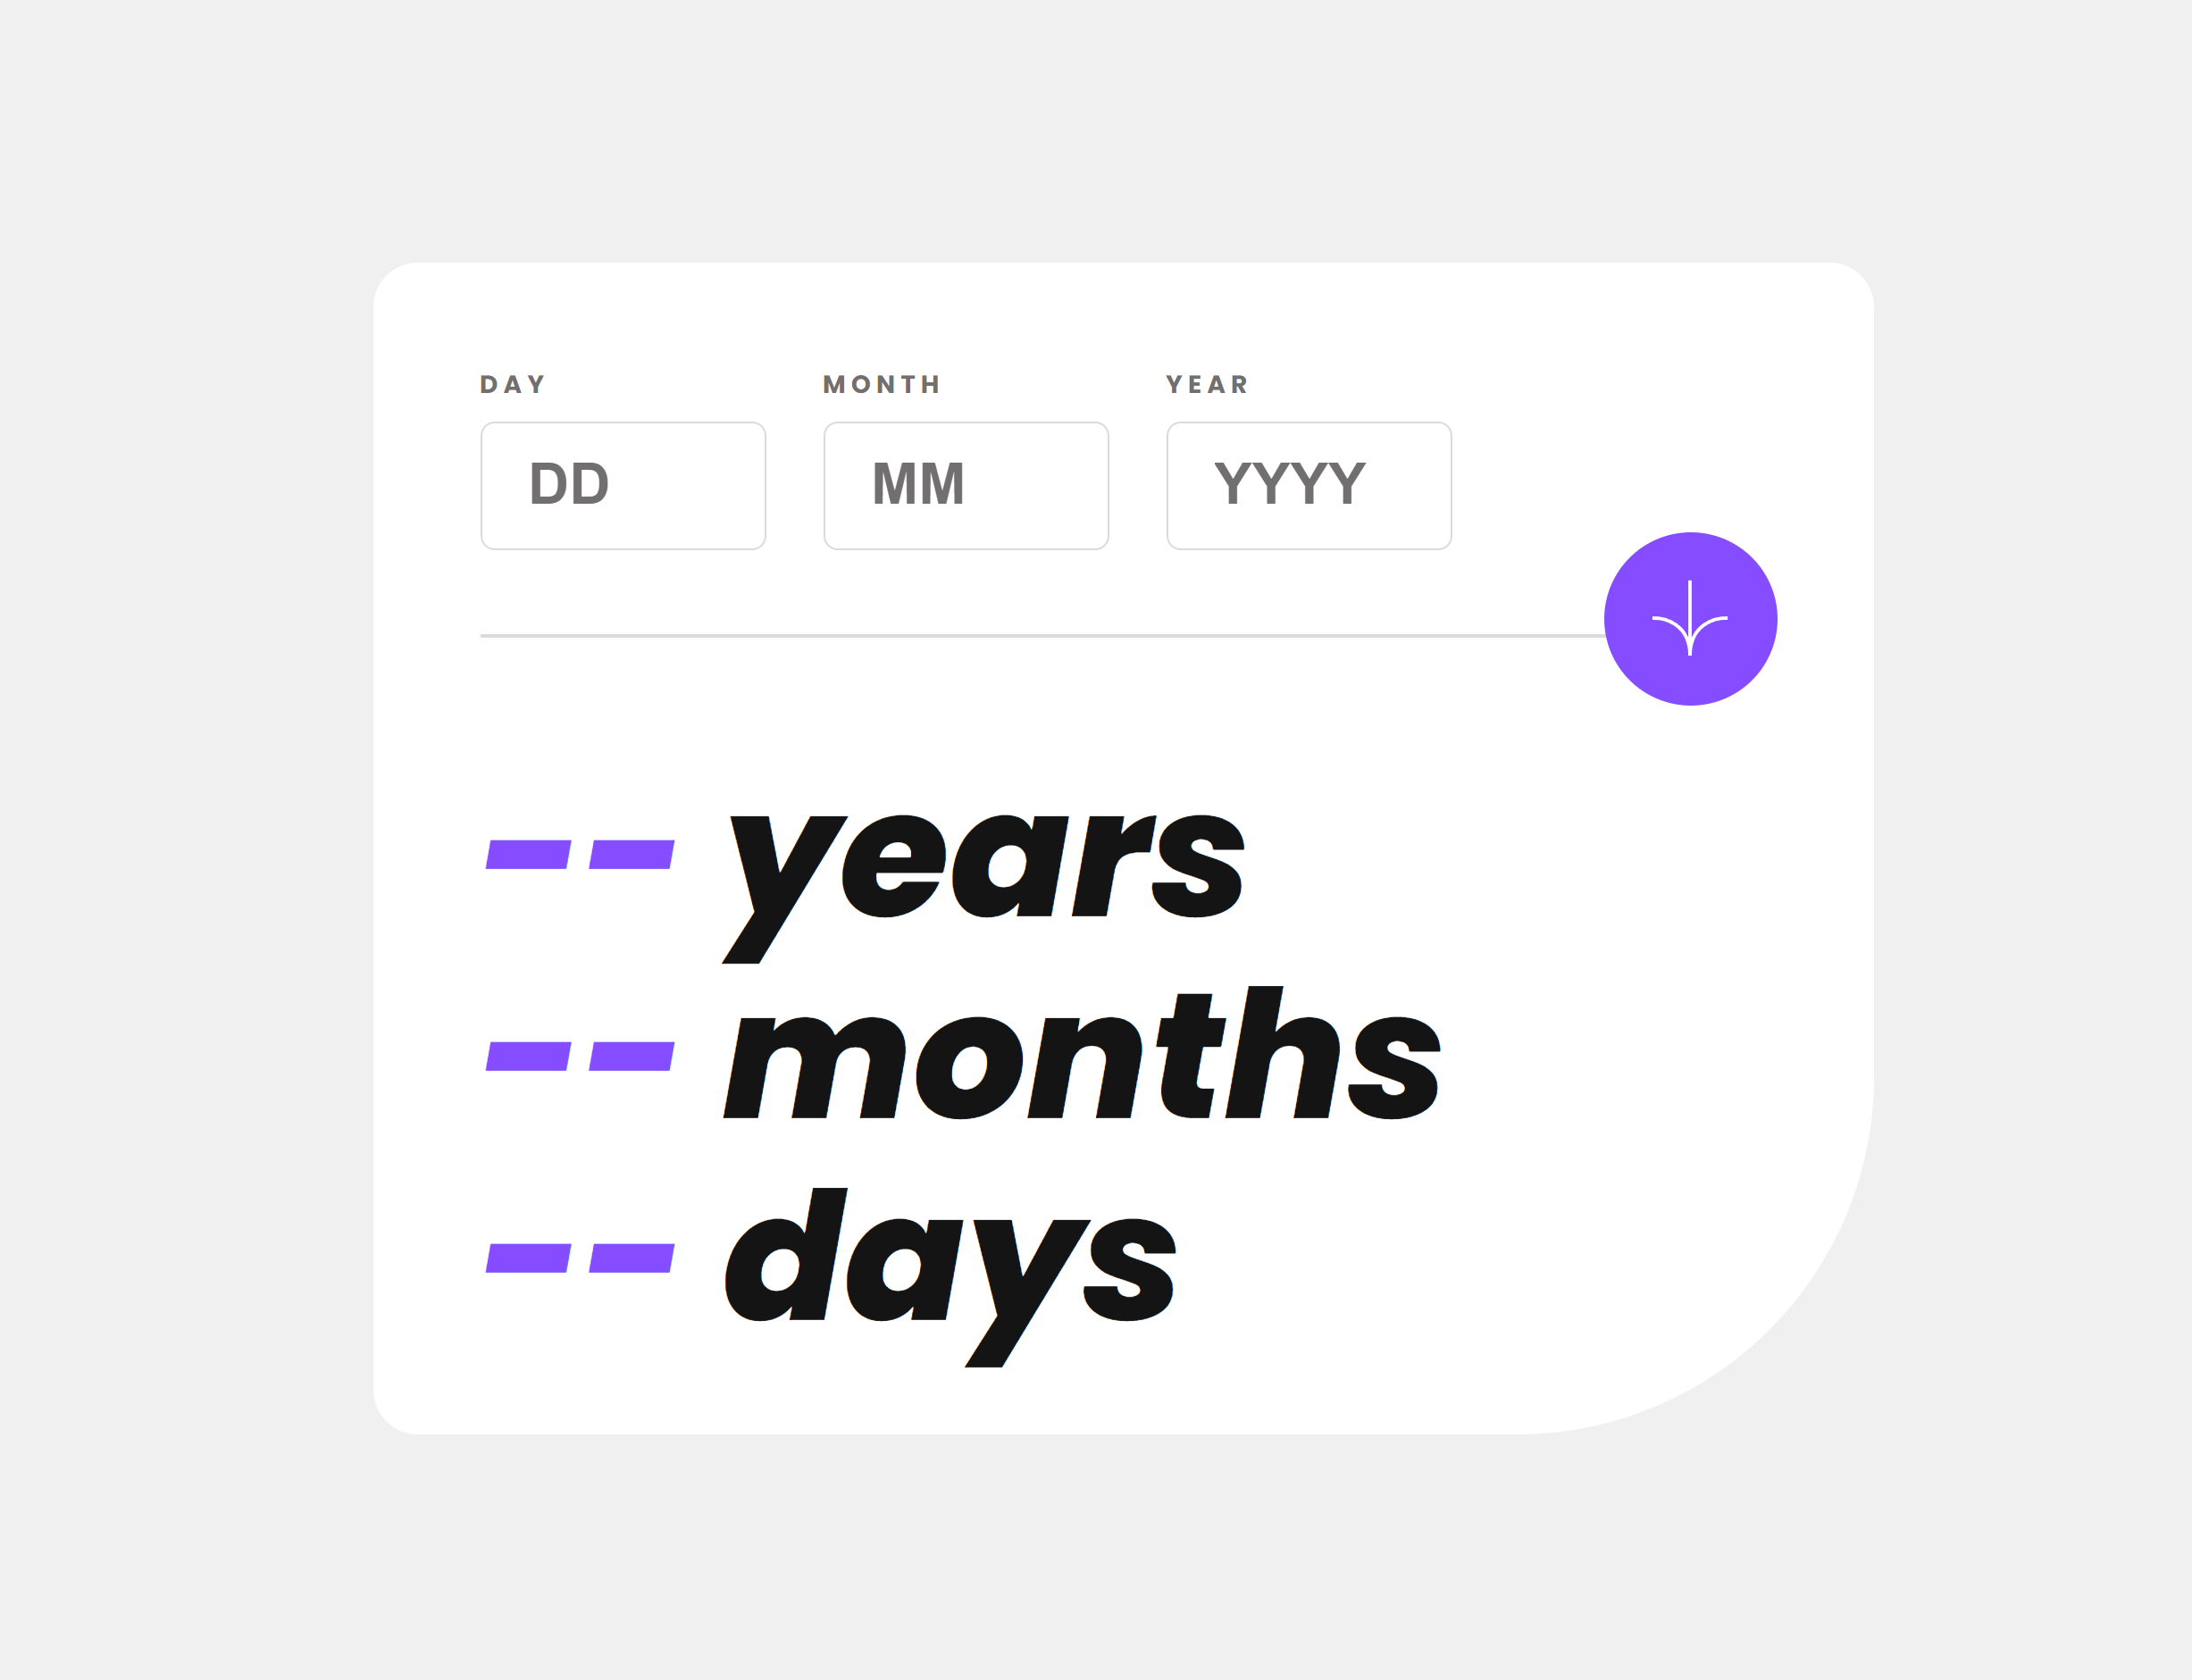 DAY MONTH YEAR
DD MM YYYY
-- years
-- months
-- days